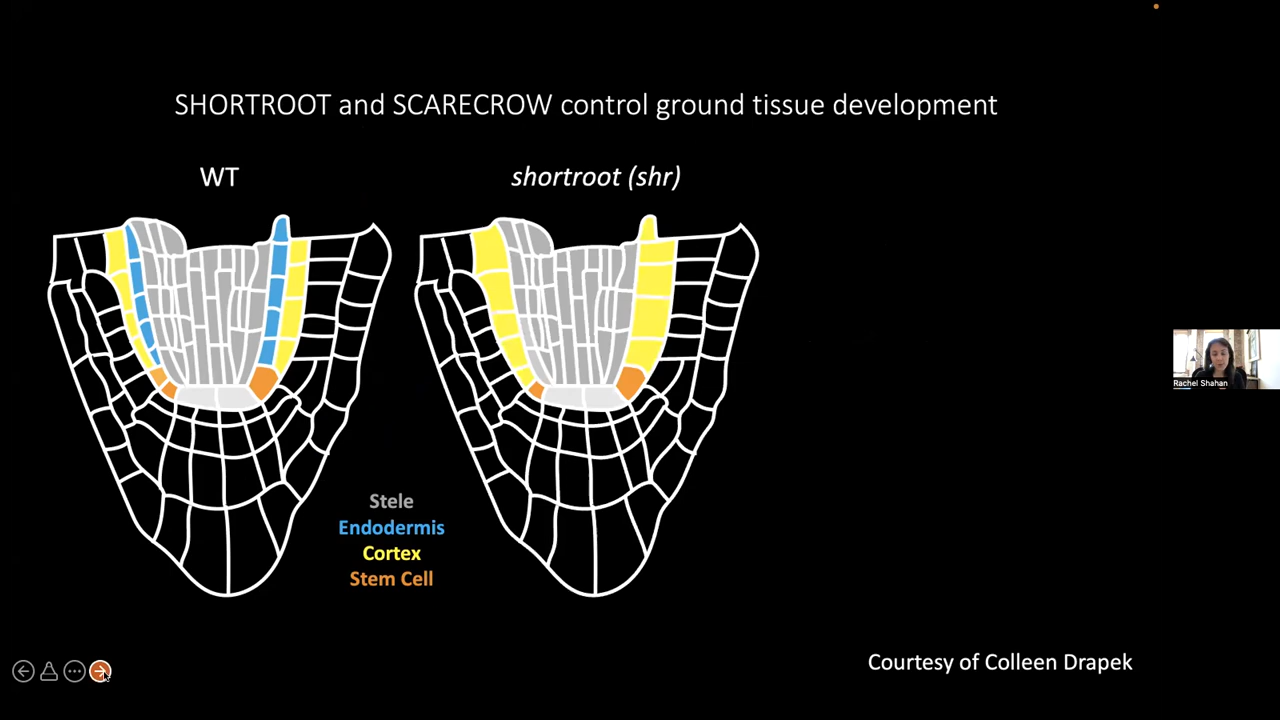 SHORTROOT and SCARECROW control ground tissue development
WT
shortroot (shr)
Rachel Shahan
Stele
Endodermis
Cortex
Stem Cell
Courtesy of Colleen Drapek